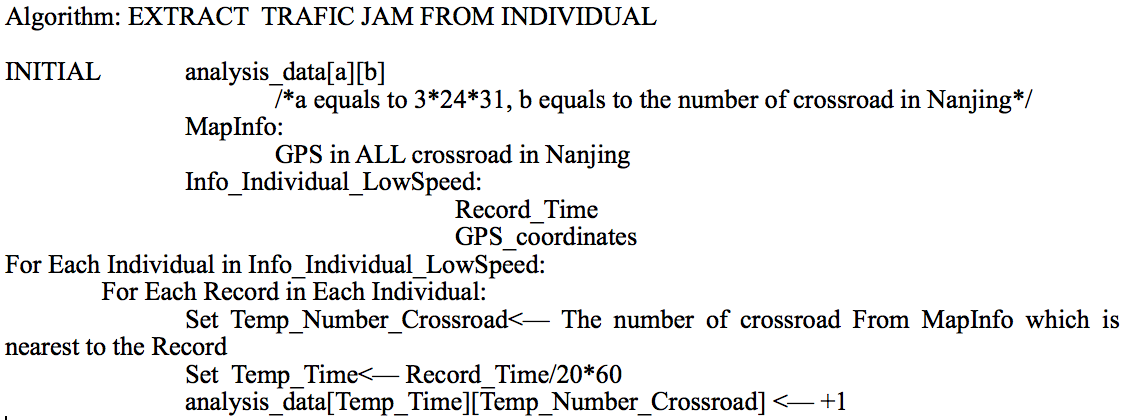 Algorithm: EXTRACT TRAFIC JAM FROM INDIVIDUAL
INITIAL analysis_data[a][b]
/*a equals to 3*24*31, b equals to the number of crossroad in Nanjing*/
MapInfo:
GPS in ALL crossroad in Nanjing
Info_Individual_LowSpeed:
Record_Time
GPS_coordinates
For Each Individual in Info_Individual_LowSpeed:
For Each Record in Each Individual:
Set Temp_Number_Crossroad<— The number of crossroad From MapInfo which is
nearest to the Record
Set Temp_Time<— Record_Time/20*60
analysis_data[Temp_Time][Temp_Number_Crossroad] <— +1